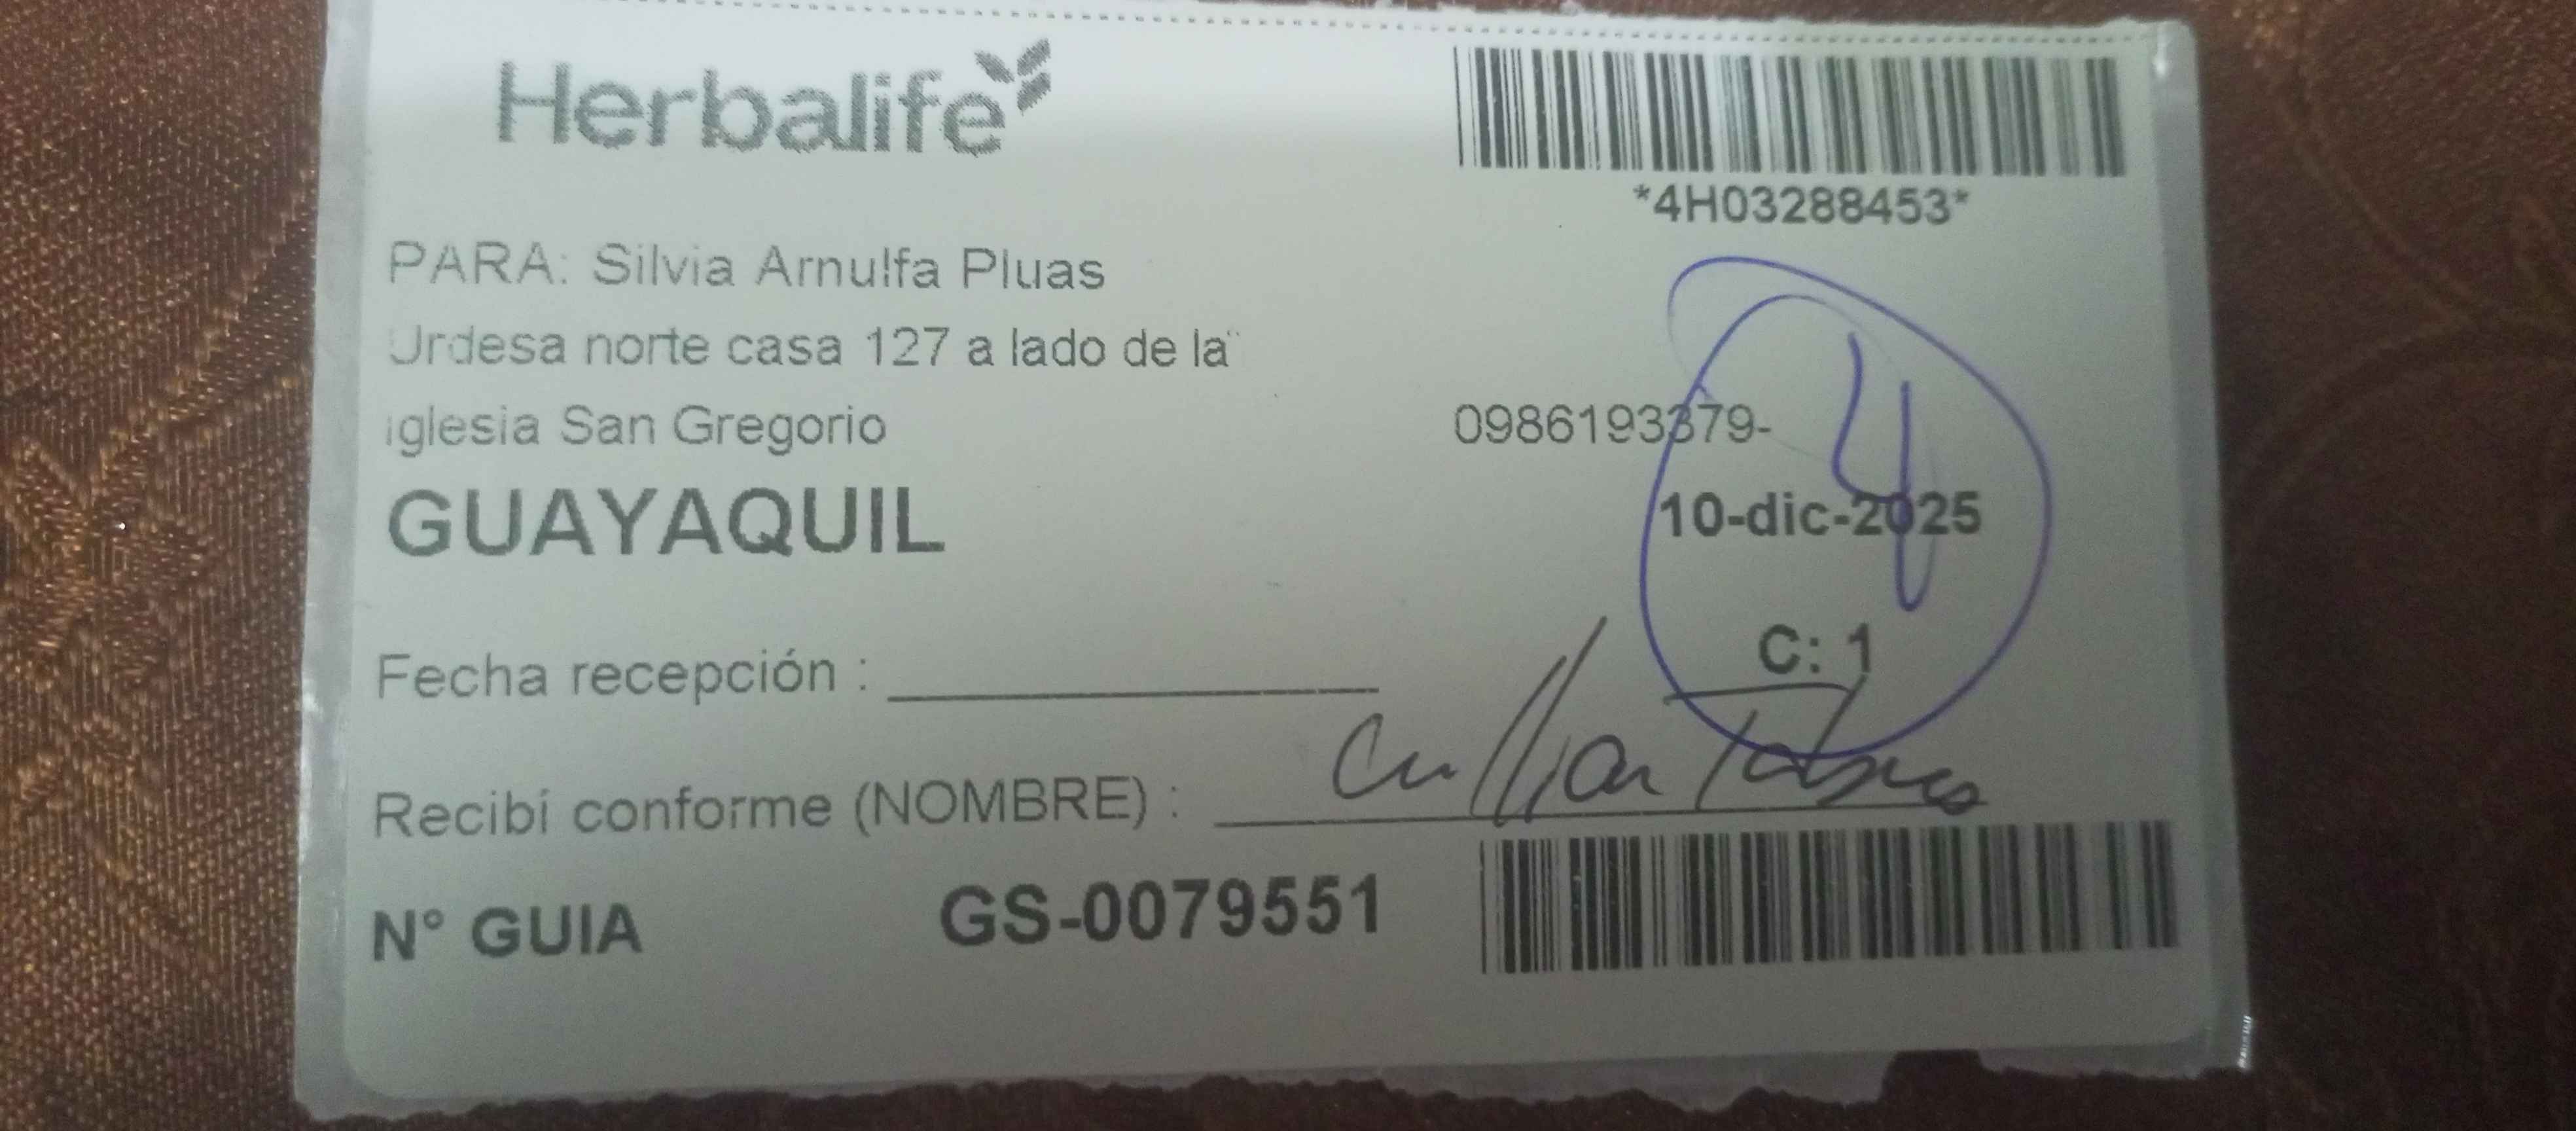 Herbalife
*4H03288453*
PARA: Silvia Arnulfa Pluas
Urdesa norte casa 127 a lado de la
iglesia San Gregorio
0986193379-
GUAYAQUIL
10-dic-2025
4
C: 1
Fecha recepción :
Recibí conforme (NOMBRE) :
N° GUIA GS-0079551